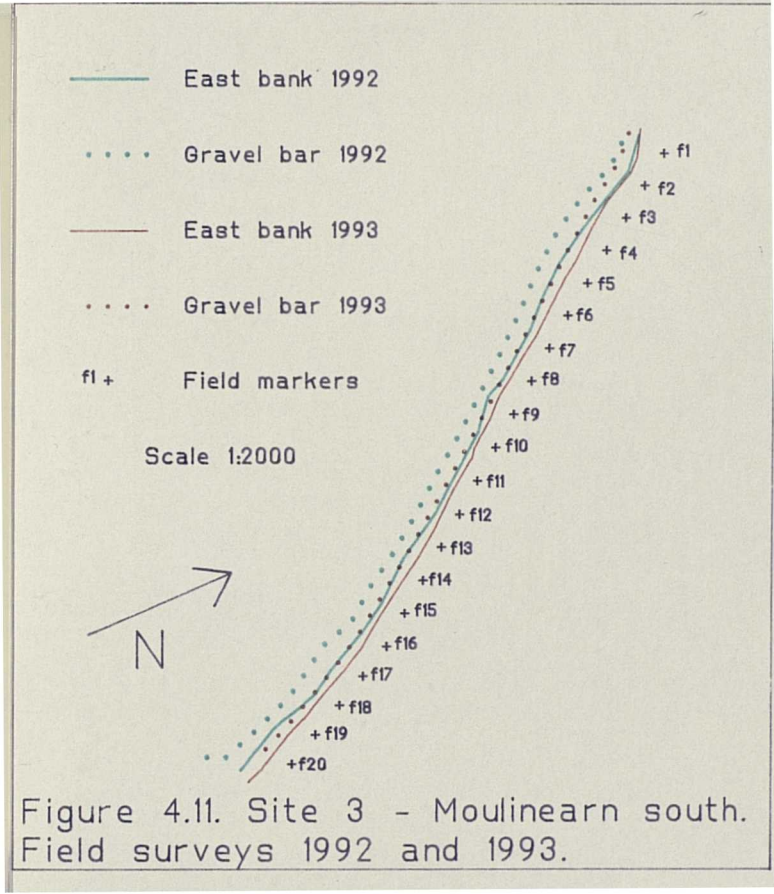 East bank 1992
Gravel bar 1992
East bank 1993
Gravel bar 1993
f1 + Field markers
Scale 1:2000
N
+ f1
+ f2
+ f3
+ f4
+ f5
+ f6
+ f7
+ f8
+ f9
+ f10
+ f11
+ f12
+ f13
+ f14
+ f15
+ f16
+ f17
+ f18
+ f19
+ f20
Figure 4.11. Site 3 - Moulinearn south.
Field surveys 1992 and 1993.